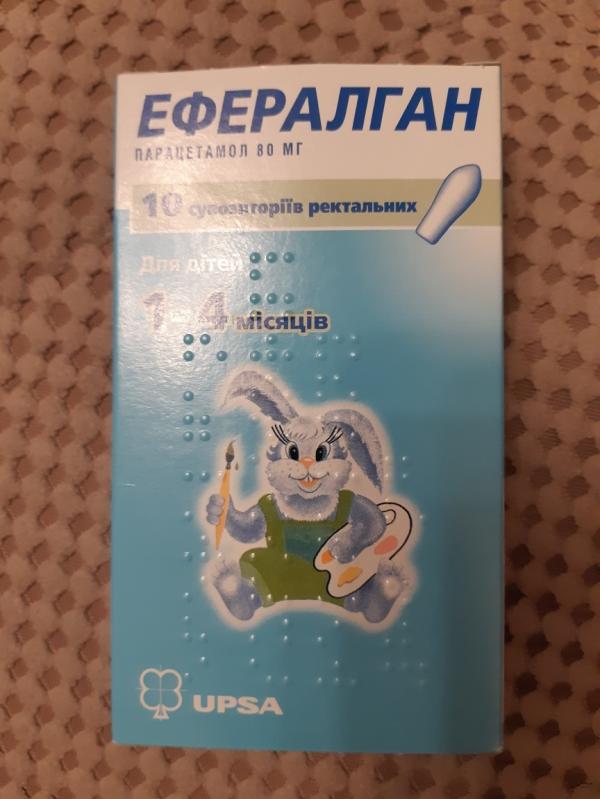 ЕФЕРАЛГАН
ПАРАЦЕТАМОЛ 80 МГ
10 супозиторіїв ректальних
Для дітей
1–4 місяців
UPSA